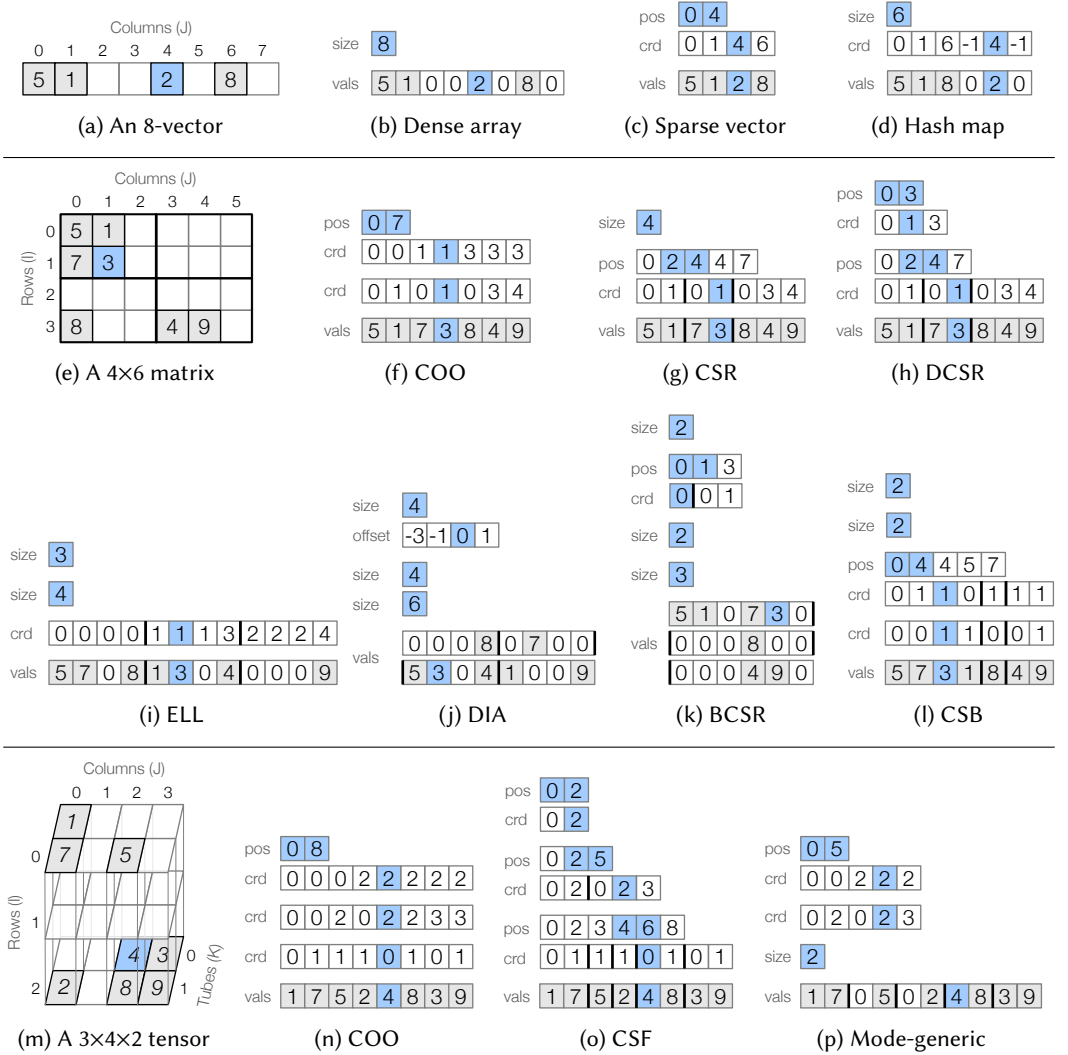 Columns (J)
0 1 2 3 4 5 6 7
5 1 2 8
(a) An 8-vector
size 8
vals 5 1 0 0 2 0 8 0
(b) Dense array
pos 0 4
crd 0 1 4 6
vals 5 1 2 8
(c) Sparse vector
size 6
crd 0 1 6 -1 4 -1
vals 5 1 8 0 2 0
(d) Hash map
Columns (J)
0 1 2 3 4 5
Rows (I)
0 5 1
1 7 3
2
3 8 4 9
(e) A 4×6 matrix
pos 0 7
crd 0 0 1 1 3 3 3
crd 0 1 0 1 0 3 4
vals 5 1 7 3 8 4 9
(f) COO
size 4
pos 0 2 4 4 7
crd 0 1 0 1 0 3 4
vals 5 1 7 3 8 4 9
(g) CSR
pos 0 3
crd 0 1 3
pos 0 2 4 7
crd 0 1 0 1 0 3 4
vals 5 1 7 3 8 4 9
(h) DCSR
size 3
size 4
crd 0 0 0 0 1 1 1 3 2 2 2 4
vals 5 7 0 8 1 3 0 4 0 0 0 9
(i) ELL
size 4
offset -3 -1 0 1
size 4
size 6
vals
0 0 0 8 0 7 0 0
5 3 0 4 1 0 0 9
(j) DIA
size 2
pos 0 1 3
crd 0 0 1
size 2
size 3
vals
5 1 0 7 3 0
0 0 0 8 0 0
0 0 0 4 9 0
(k) BCSR
size 2
size 2
pos 0 4 4 5 7
crd 0 1 1 0 1 1 1
crd 0 0 1 1 0 0 1
vals 5 7 3 1 8 4 9
(l) CSB
Columns (J)
0 1 2 3
Rows (I)
1
0 7 5
1
4 3 0
2 2 8 9 1
Tubes (K)
(m) A 3×4×2 tensor
pos 0 8
crd 0 0 0 2 2 2 2 2
crd 0 0 2 0 2 2 3 3
crd 0 1 1 1 0 1 0 1
vals 1 7 5 2 4 8 3 9
(n) COO
pos 0 2
crd 0 2
pos 0 2 5
crd 0 2 0 2 3
pos 0 2 3 4 6 8
crd 0 1 1 1 0 1 0 1
vals 1 7 5 2 4 8 3 9
(o) CSF
pos 0 5
crd 0 0 2 2 2
crd 0 2 0 2 3
size 2
vals 1 7 0 5 0 2 4 8 3 9
(p) Mode-generic